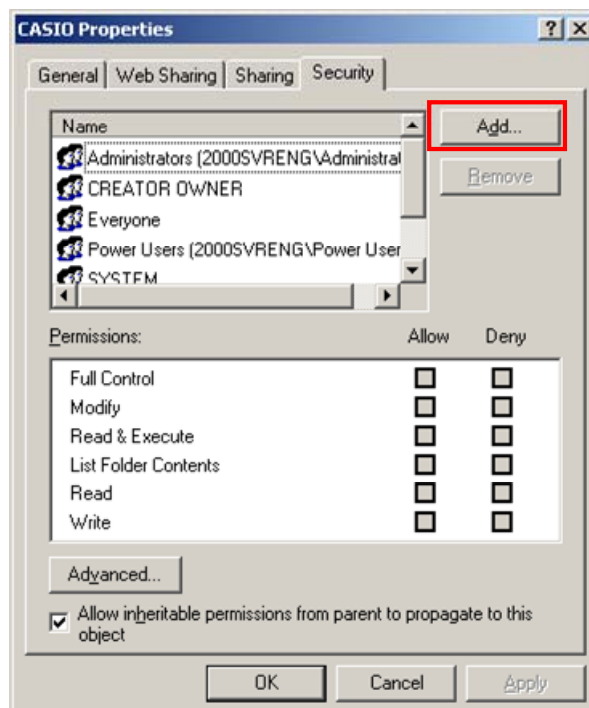 CASIO Properties
General Web Sharing Sharing Security
Name
Add...
Administrators (2000SVRENG\Administrat
Remove
CREATOR OWNER
Everyone
Power Users (2000SVRENG\Power User
SYSTEM
Permissions: Allow Deny
Full Control
Modify
Read & Execute
List Folder Contents
Read
Write
Advanced...
Allow inheritable permissions from parent to propagate to this
object
OK Cancel Apply